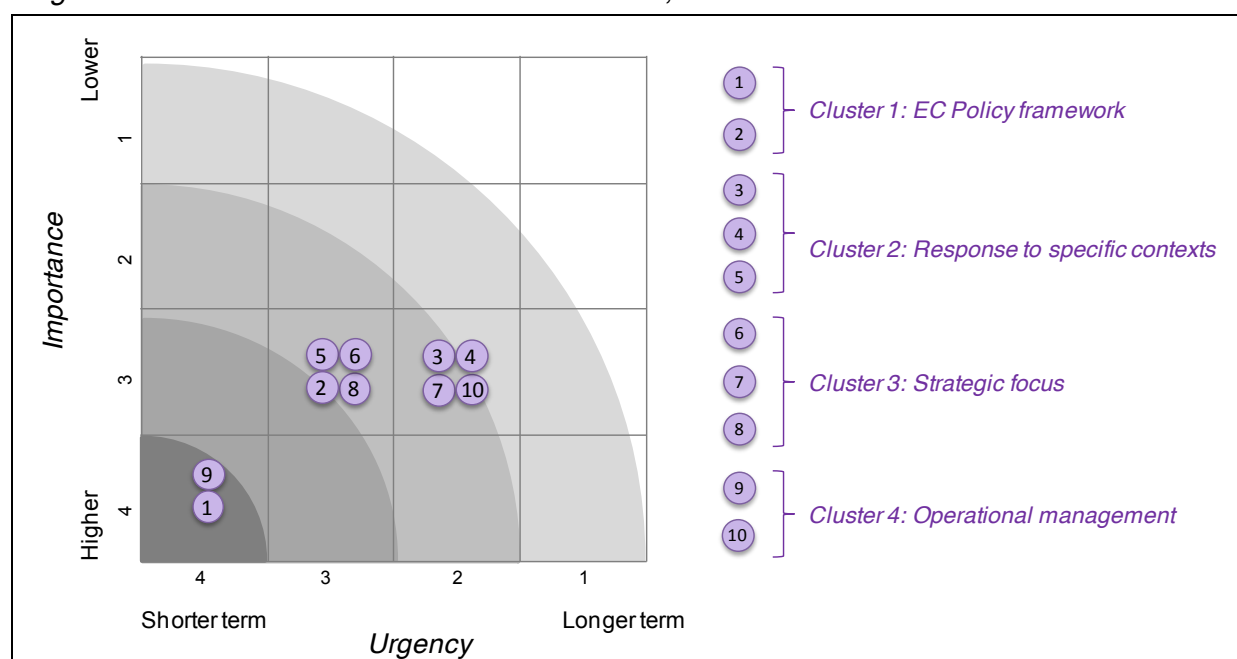 Lower
1
2
3
4
Higher
Importance
5 6
2 8
3 4
7 10
9
1
4 3 2 1
Shorter term Longer term
Urgency
1
2
Cluster 1: EC Policy framework
3
4
5
Cluster 2: Response to specific contexts
6
7
8
Cluster 3: Strategic focus
9
10
Cluster 4: Operational management